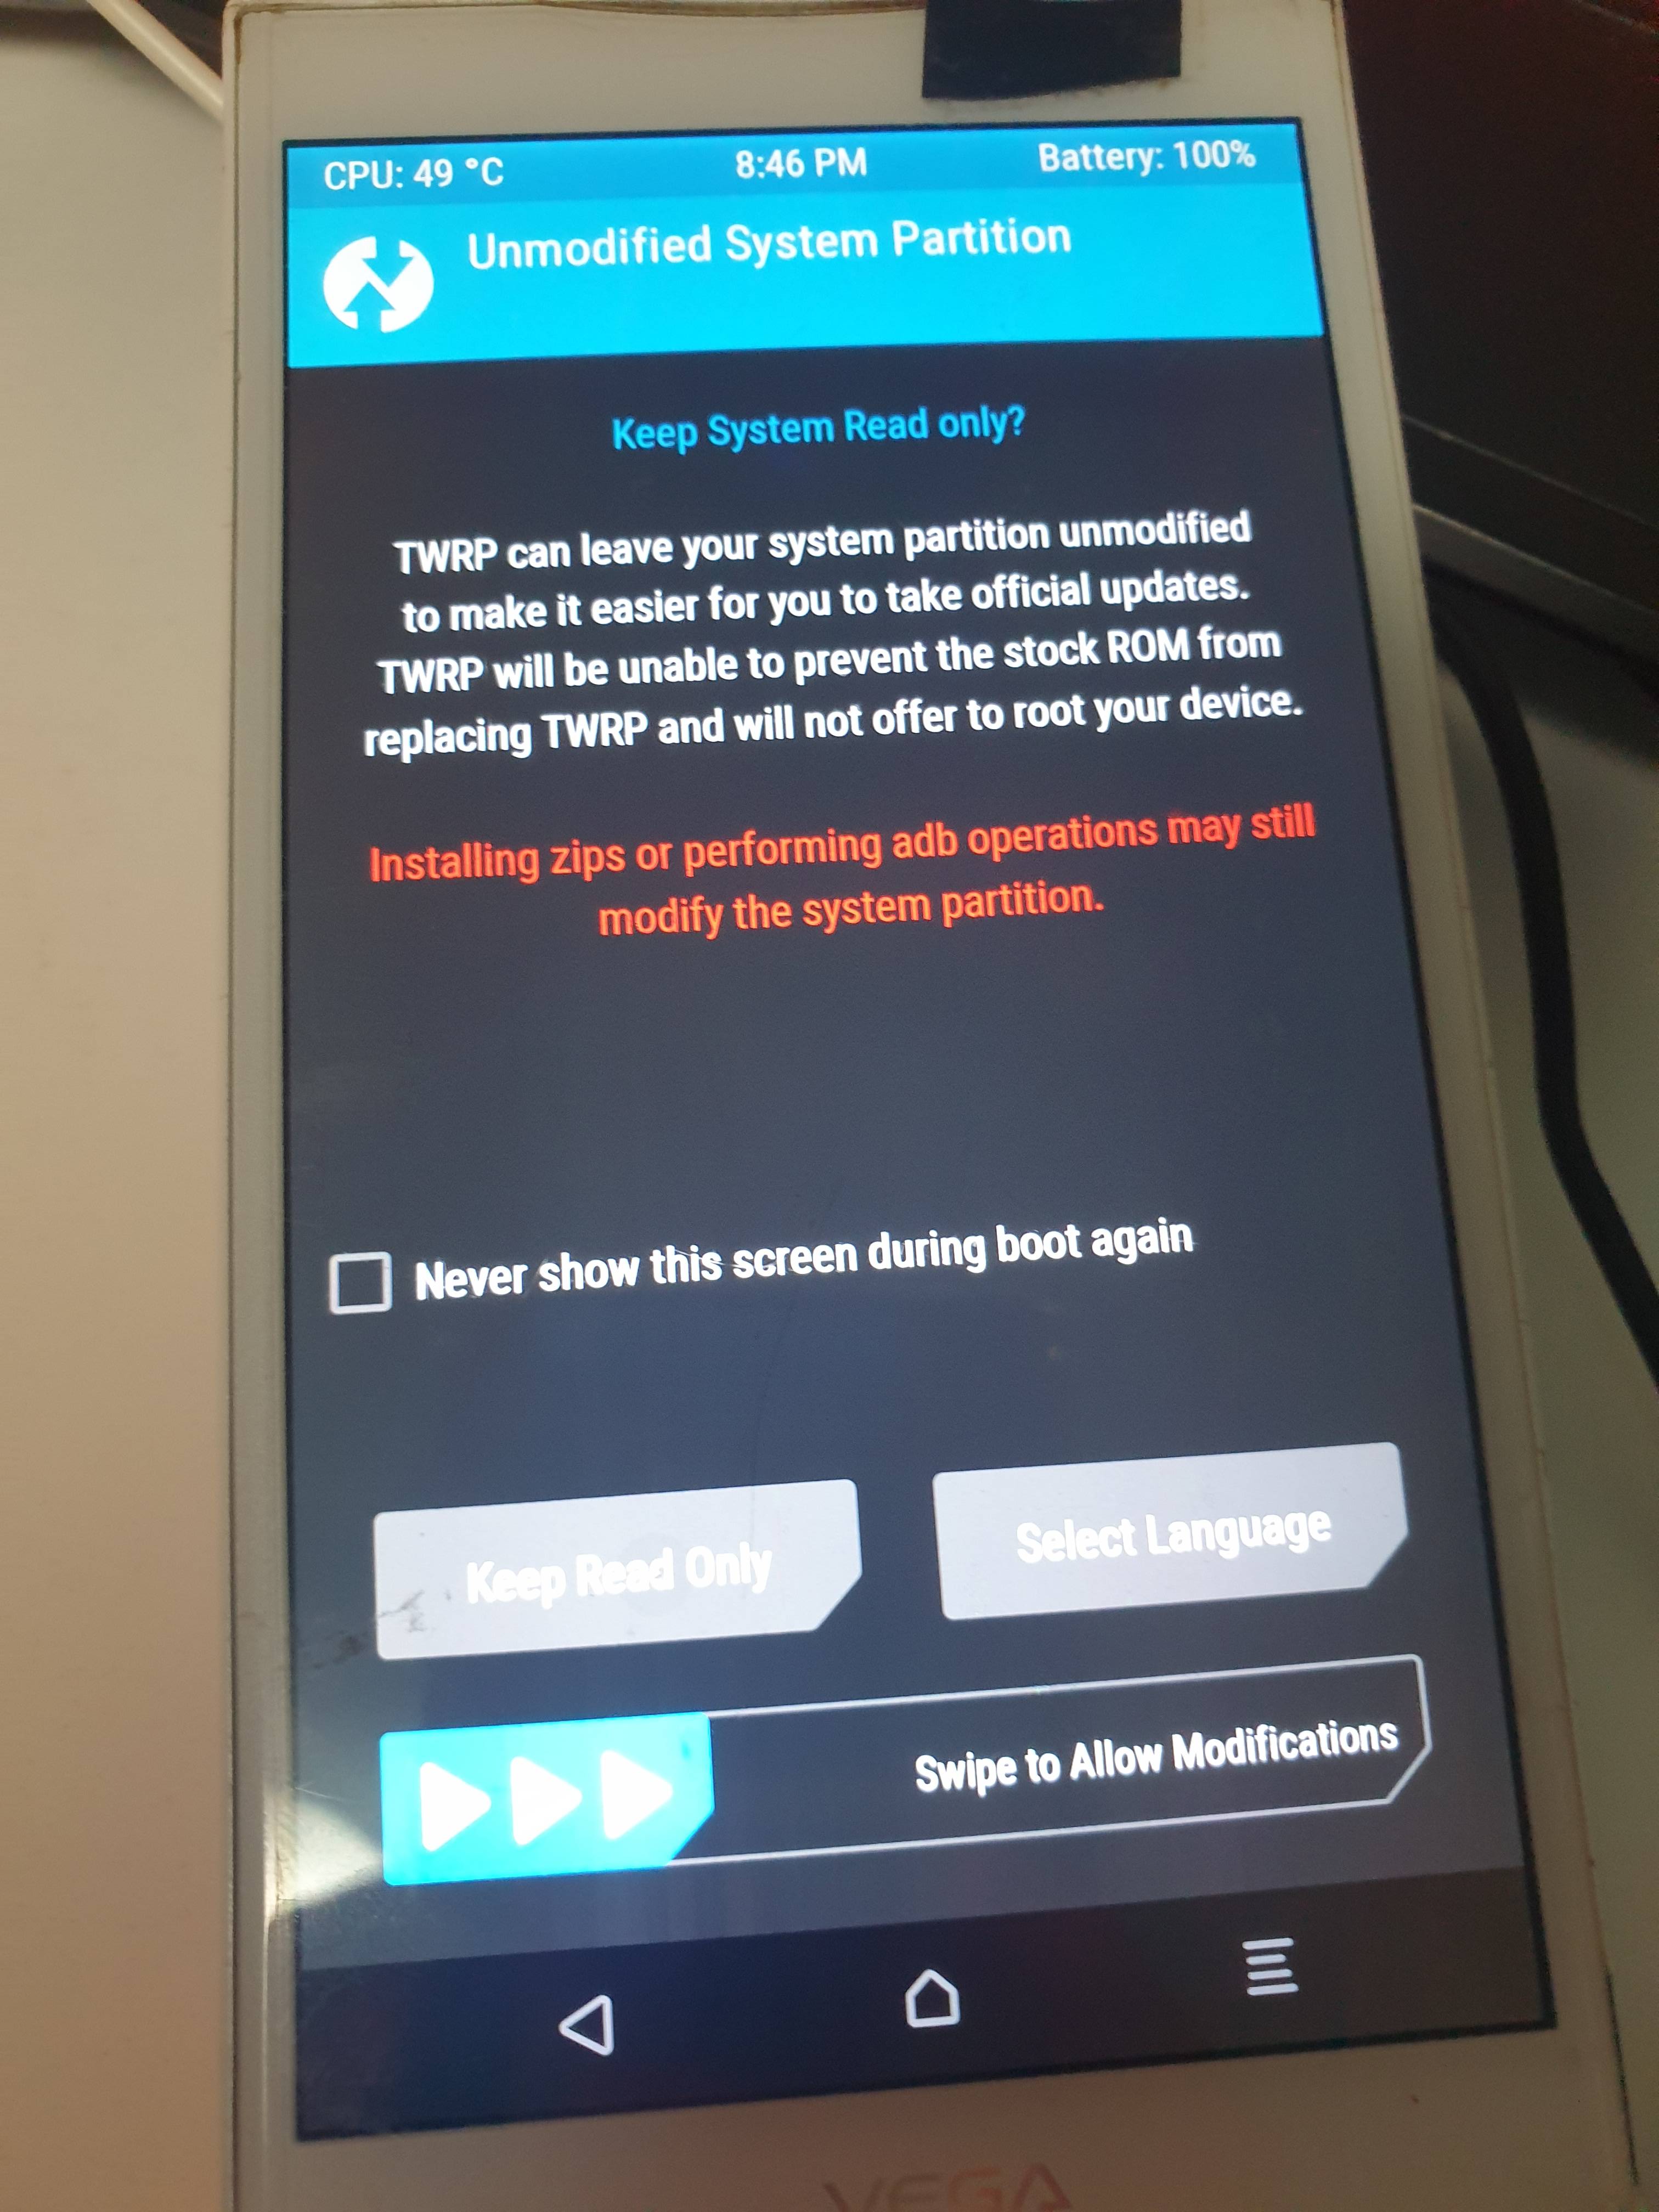 CPU: 49 °C 8:46 PM Battery: 100%
Unmodified System Partition
Keep System Read only?
TWRP can leave your system partition unmodified
to make it easier for you to take official updates.
TWRP will be unable to prevent the stock ROM from
replacing TWRP and will not offer to root your device.
Installing zips or performing adb operations may still
modify the system partition.
Never show this screen during boot again
Keep Read Only Select Language
Swipe to Allow Modifications
VEGA